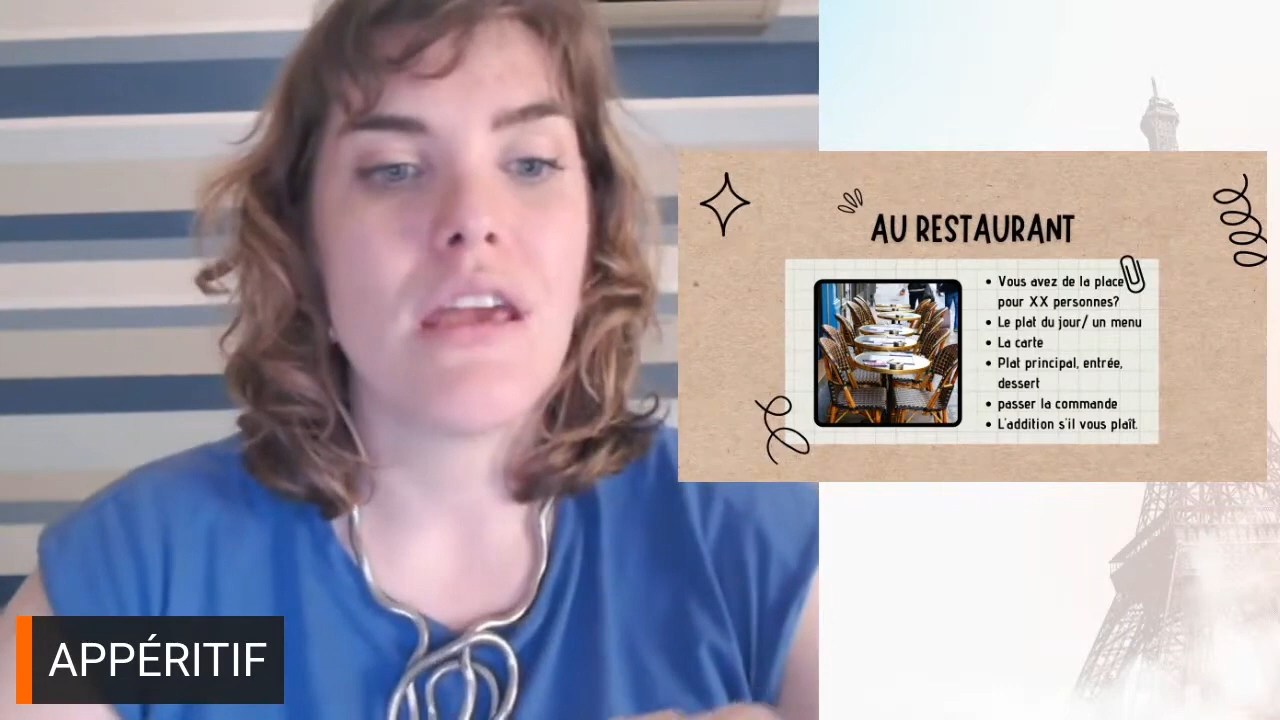 AU RESTAURANT
Vous avez de la place
pour XX personnes?
Le plat du jour/ un menu
La carte
Plat principal, entrée,
dessert
passer la commande
L'addition s'il vous plaît.
APPÉRITIF